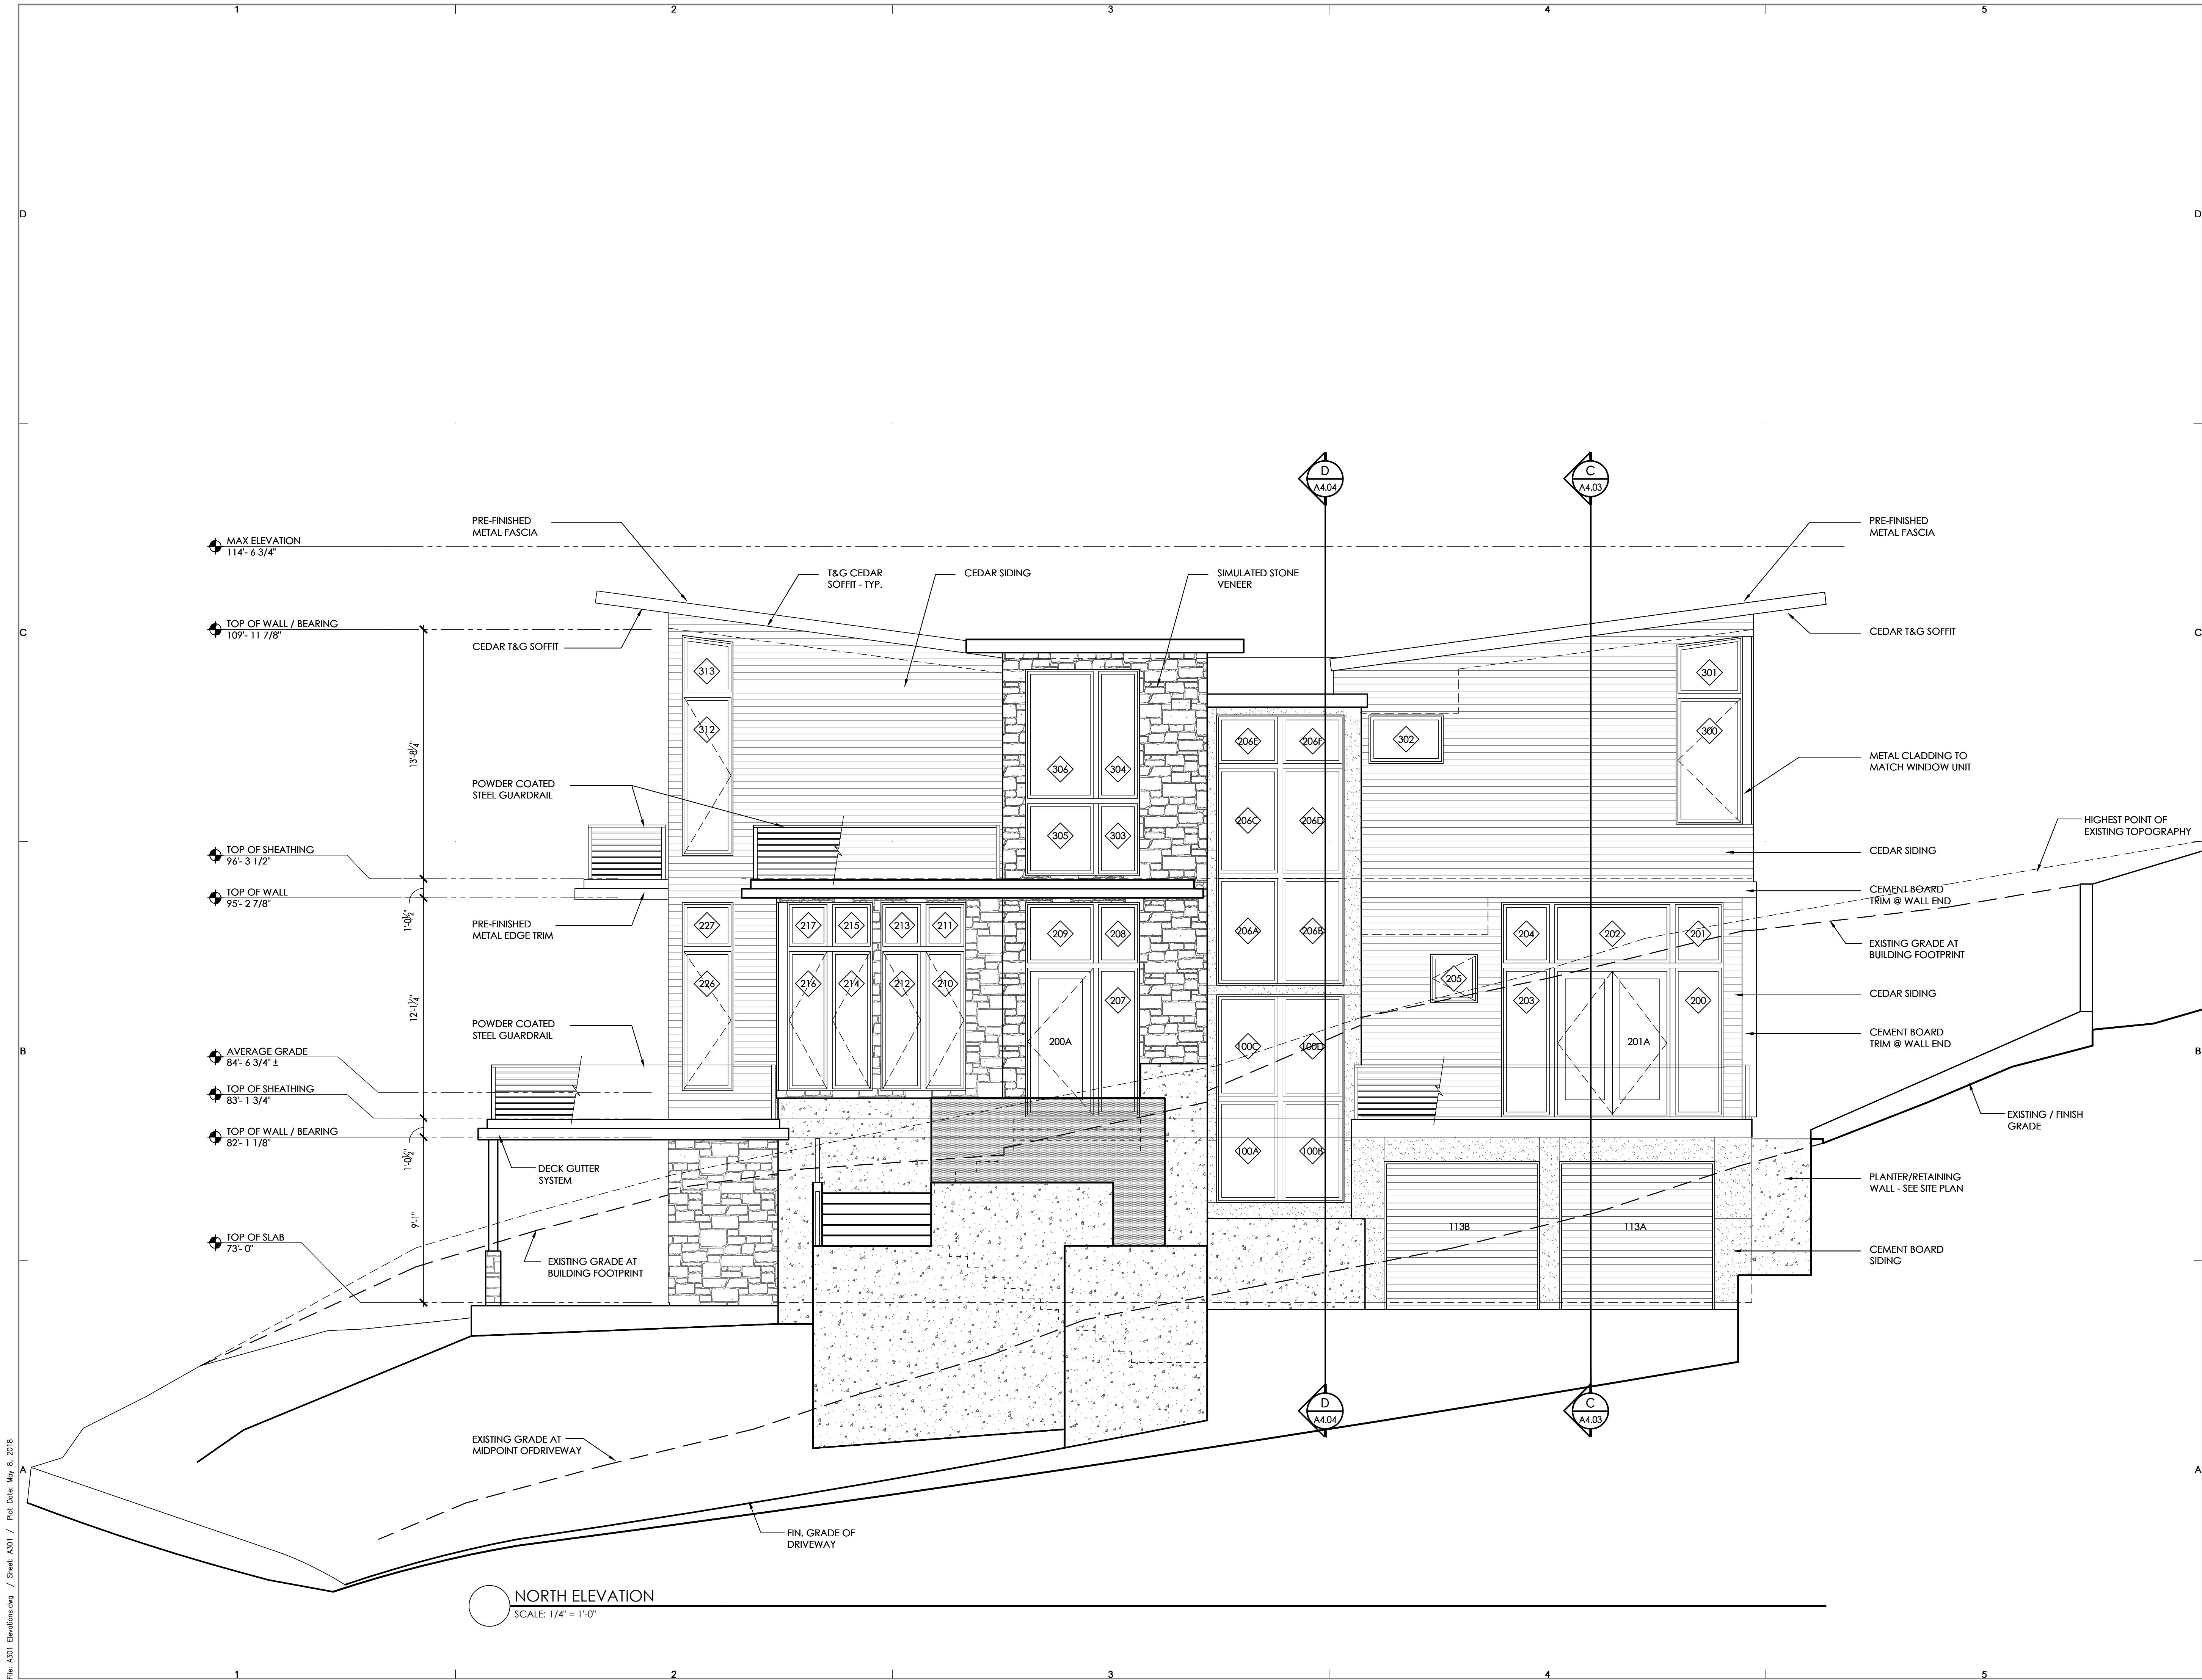 1
2
3
4
5
D
D
D
A4.04
C
A4.03
PRE-FINISHED
METAL FASCIA
PRE-FINISHED
METAL FASCIA
MAX ELEVATION
114'- 6 3/4"
T&G CEDAR
SOFFIT - TYP.
CEDAR SIDING
SIMULATED STONE
VENEER
TOP OF WALL / BEARING
109'- 11 7/8"
C
C
CEDAR T&G SOFFIT
CEDAR T&G SOFFIT
313
301
312
300
302
206E
206F
306
304
13'-8¼"
METAL CLADDING TO
MATCH WINDOW UNIT
POWDER COATED
STEEL GUARDRAIL
206C
206D
305
303
HIGHEST POINT OF
EXISTING TOPOGRAPHY
TOP OF SHEATHING
96'- 3 1/2"
CEDAR SIDING
TOP OF WALL
95'- 2 7/8"
CEMENT BOARD
TRIM @ WALL END
1'-0½"
PRE-FINISHED
METAL EDGE TRIM
227
217
215
213
211
209
208
206A
206B
204
202
201
EXISTING GRADE AT
BUILDING FOOTPRINT
226
216
214
212
210
207
205
203
200
CEDAR SIDING
12'-1¼"
POWDER COATED
STEEL GUARDRAIL
200A
100C
100D
201A
CEMENT BOARD
TRIM @ WALL END
B
B
AVERAGE GRADE
84'- 6 3/4" ±
TOP OF SHEATHING
83'- 1 3/4"
EXISTING / FINISH
GRADE
TOP OF WALL / BEARING
82'- 1 1/8"
1'-0½"
100A
100B
DECK GUTTER
SYSTEM
PLANTER/RETAINING
WALL - SEE SITE PLAN
9'-1"
113B
113A
TOP OF SLAB
73'- 0"
EXISTING GRADE AT
BUILDING FOOTPRINT
CEMENT BOARD
SIDING
D
A4.04
C
A4.03
EXISTING GRADE AT
MIDPOINT OFDRIVEWAY
A
A
FIN. GRADE OF
DRIVEWAY
NORTH ELEVATION
SCALE: 1/4" = 1'-0"
File: A301 Elevations.dwg / Sheet: A301 / Plot Date: May 8, 2018
1
2
3
4
5